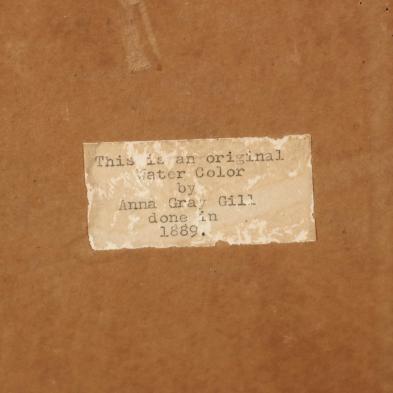 This is an original
Water Color
by
Anna Gray Gill
done in
1889.